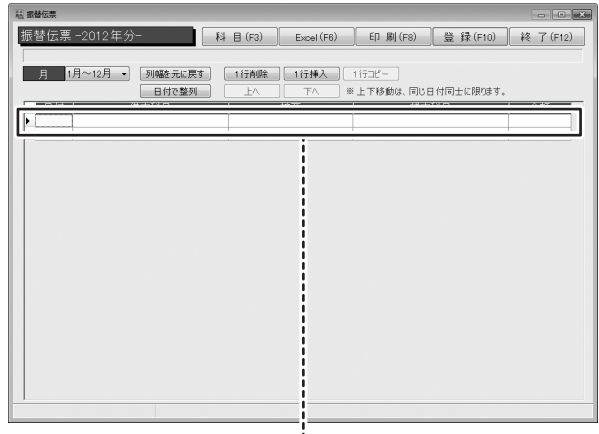 振替伝票
振替伝票 -2012年分-
科 目(F3)
Excel(F6)
印 刷(F8)
登 録(F10)
終 了(F12)
月
1月～12月
列幅を元に戻す
1行削除
1行挿入
1行コピー
日付で整列
上へ
下へ
※ 上下移動は、同じ日付同士に限ります。